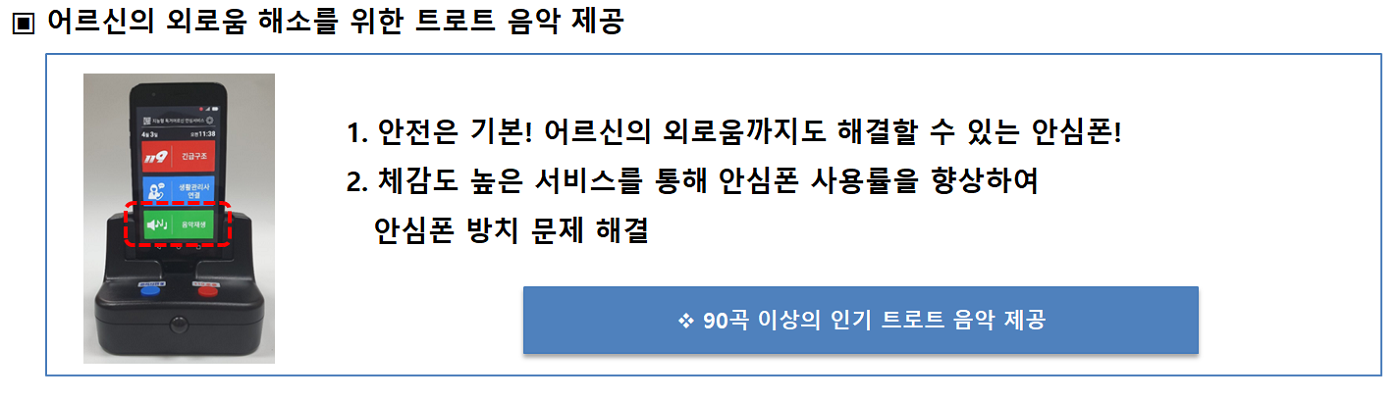 ▣ 어르신의 외로움 해소를 위한 트로트 음악 제공
1. 안전은 기본! 어르신의 외로움까지도 해결할 수 있는 안심폰!
2. 체감도 높은 서비스를 통해 안심폰 사용률을 향상하여
안심폰 방치 문제 해결
❖ 90곡 이상의 인기 트로트 음악 제공
4월 3일
오전 11:38
119 긴급구조
생활관리사
연결
음악재생